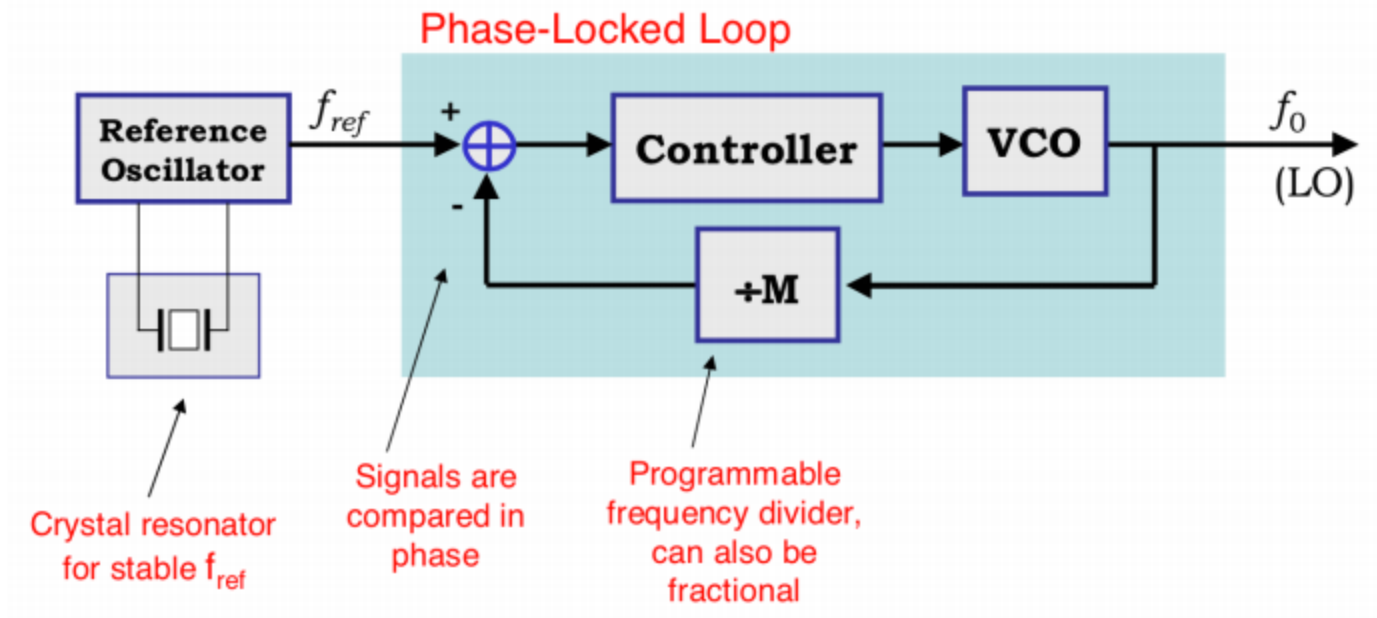 Phase-Locked Loop
Reference
Oscillator
fref
+
-
Controller
VCO
f0
(LO)
÷M
Signals are
compared in
phase
Programmable
frequency divider,
can also be
fractional
Crystal resonator
for stable fref